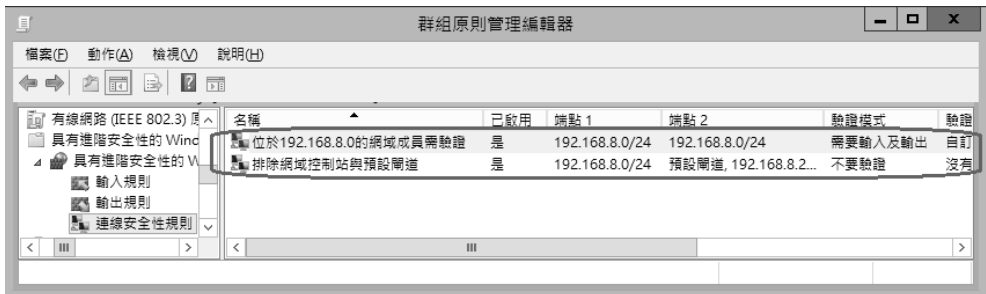 群組原則管理編輯器
檔案(F) 動作(A) 檢視(V) 說明(H)
有線網路 (IEEE 802.3) 原
具有進階安全性的 Winc
具有進階安全性的 W
輸入規則
輸出規則
連線安全性規則
名稱 已啟用 端點 1 端點 2 驗證模式 驗證
位於192.168.8.0的網域成員需驗證 是 192.168.8.0/24 192.168.8.0/24 需要輸入及輸出 自訂
排除網域控制站與預設閘道 是 192.168.8.0/24 預設閘道, 192.168.8.2... 不要驗證 沒有